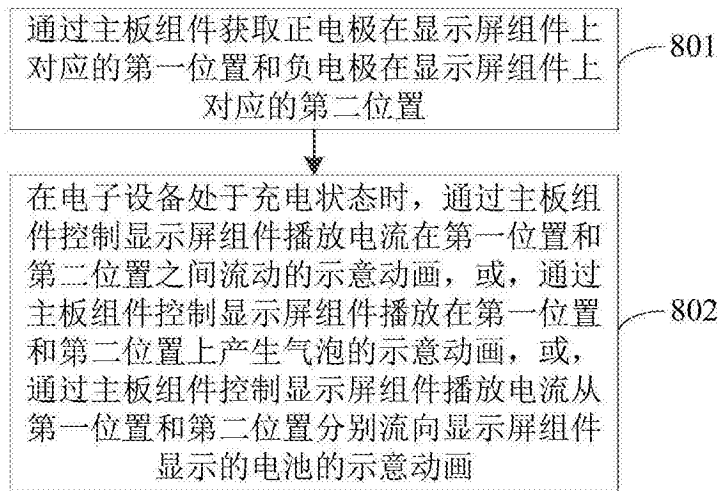 通过主板组件获取正电极在显示屏组件上
对应的第一位置和负电极在显示屏组件上
对应的第二位置
801
在电子设备处于充电状态时，通过主板组
件控制显示屏组件播放电流在第一位置和
第二位置之间流动的示意动画，或，通过
主板组件控制显示屏组件播放在第一位置
和第二位置上产生气泡的示意动画，或，
通过主板组件控制显示屏组件播放电流从
第一位置和第二位置分别流向显示屏组件
显示的电池的示意动画
802